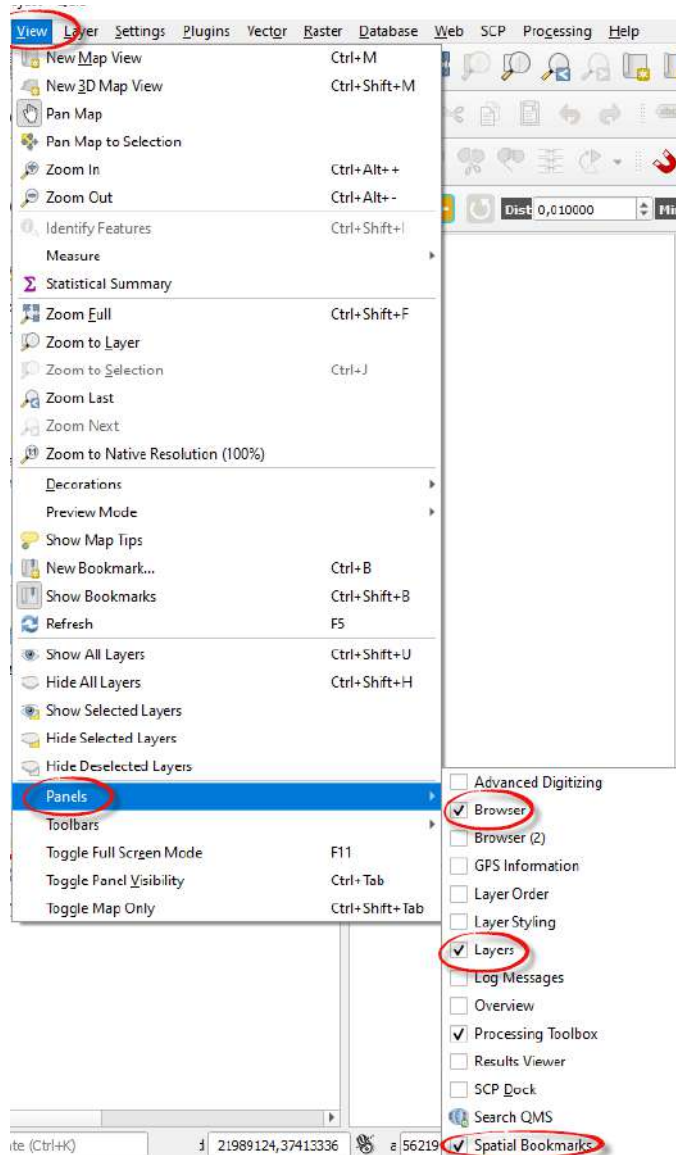 View Layer Settings Plugins Vector Raster Database Web SCP Processing Help
New Map View Ctrl+M
New 3D Map View Ctrl+Shift+M
Pan Map
Pan Map to Selection
Zoom In Ctrl+Alt++
Zoom Out Ctrl+Alt+-
Dist 0,010000
Identify Features Ctrl+Shift+I
Measure
Statistical Summary
Zoom Full Ctrl+Shift+F
Zoom to Layer
Zoom to Selection Ctrl+J
Zoom Last
Zoom Next
Zoom to Native Resolution (100%)
Decorations
Preview Mode
Show Map Tips
New Bookmark... Ctrl+B
Show Bookmarks Ctrl+Shift+B
Refresh F5
Show All Layers Ctrl+Shift+U
Hide All Layers Ctrl+Shift+H
Show Selected Layers
Hide Selected Layers
Hide Deselected Layers
Panels
Toolbars
Toggle Full Screen Mode F11
Toggle Panel Visibility Ctrl+Tab
Toggle Map Only Ctrl+Shift+Tab
Advanced Digitizing
Browser
Browser (2)
GPS Information
Layer Order
Layer Styling
Layers
Log Messages
Overview
Processing Toolbox
Results Viewer
SCP Dock
Search QMS
Spatial Bookmarks
(Ctrl+K) 21989124,37413336 56219